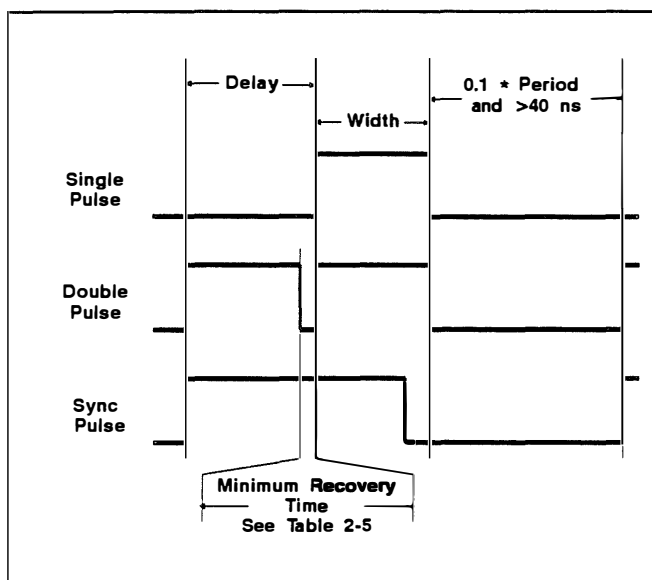 Delay
0.1 * Period
and >40 ns
Width
Single
Pulse
Double
Pulse
Sync
Pulse
Minimum Recovery
Time
See Table 2-5